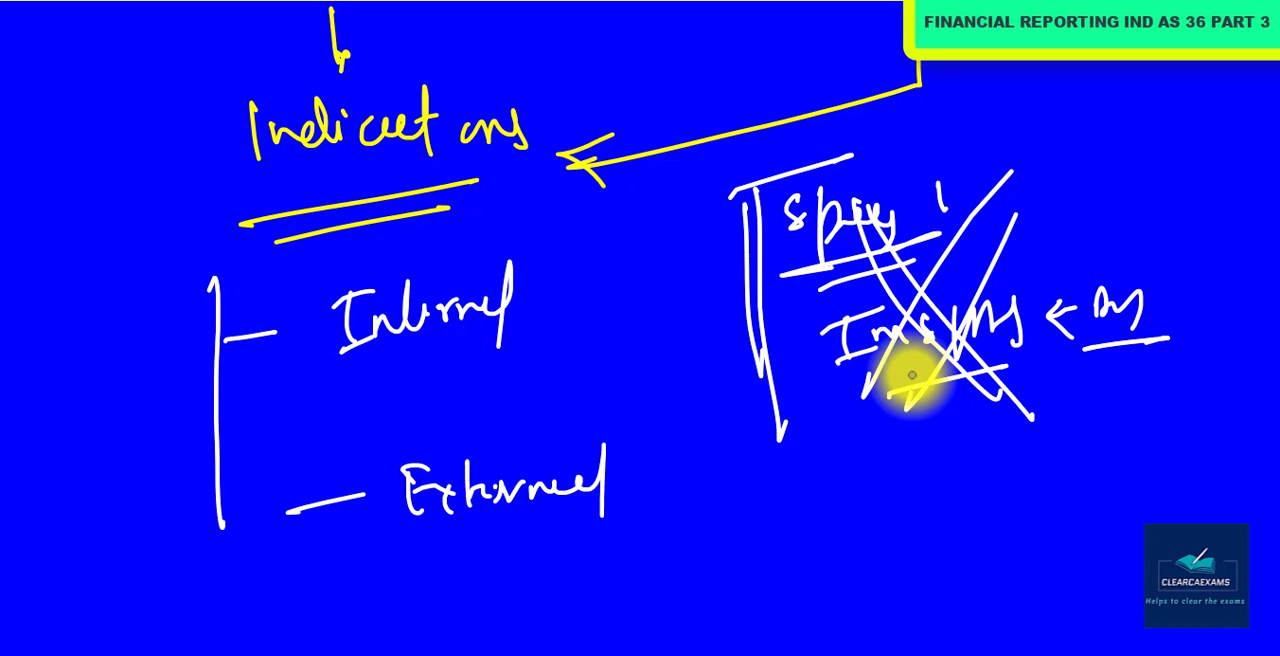 FINANCIAL REPORTING IND AS 36 PART 3
Indications
Internal
External
CLEARCAEXAMS
Helps to clear the exams